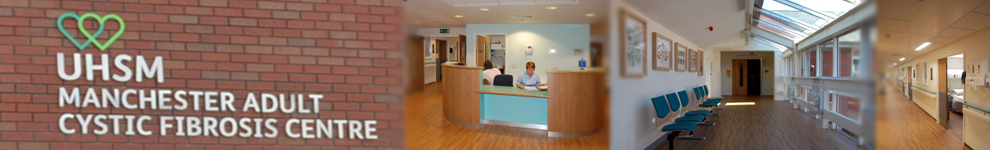 UHSM
MANCHESTER ADULT
CYSTIC FIBROSIS CENTRE